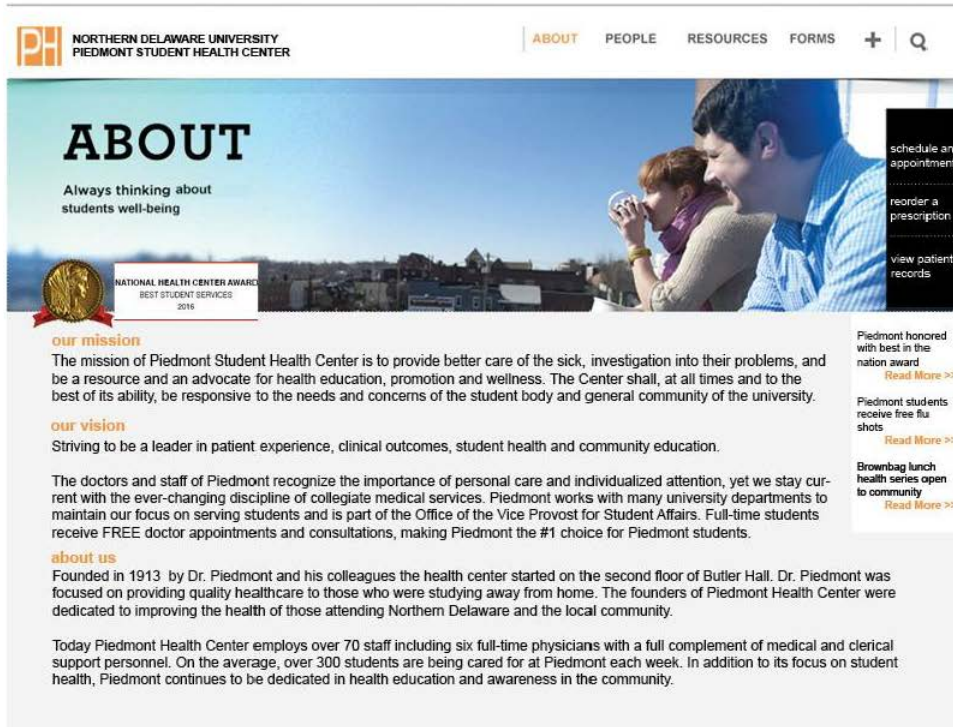 PH
NORTHERN DELAWARE UNIVERSITY
PIEDMONT STUDENT HEALTH CENTER
ABOUT PEOPLE RESOURCES FORMS +
ABOUT
Always thinking about
students well-being
schedule an
appointment
reorder a
prescription
view patient
records
NATIONAL HEALTH CENTER AWARD
BEST STUDENT SERVICES
2016
our mission
The mission of Piedmont Student Health Center is to provide better care of the sick, investigation into their problems, and
be a resource and an advocate for health education, promotion and wellness. The Center shall, at all times and to the
best of its ability, be responsive to the needs and concerns of the student body and general community of the university.
our vision
Striving to be a leader in patient experience, clinical outcomes, student health and community education.
The doctors and staff of Piedmont recognize the importance of personal care and individualized attention, yet we stay cur-
rent with the ever-changing discipline of collegiate medical services. Piedmont works with many university departments to
maintain our focus on serving students and is part of the Office of the Vice Provost for Student Affairs. Full-time students
receive FREE doctor appointments and consultations, making Piedmont the #1 choice for Piedmont students.
about us
Founded in 1913 by Dr. Piedmont and his colleagues the health center started on the second floor of Butler Hall. Dr. Piedmont was
focused on providing quality healthcare to those who were studying away from home. The founders of Piedmont Health Center were
dedicated to improving the health of those attending Northern Delaware and the local community.
Today Piedmont Health Center employs over 70 staff including six full-time physicians with a full complement of medical and clerical
support personnel. On the average, over 300 students are being cared for at Piedmont each week. In addition to its focus on student
health, Piedmont continues to be dedicated in health education and awareness in the community.
Piedmont honored
with best in the
nation award
Read More >>
Piedmont students
receive free flu
shots
Read More >>
Brownbag lunch
health series open
to community
Read More >>